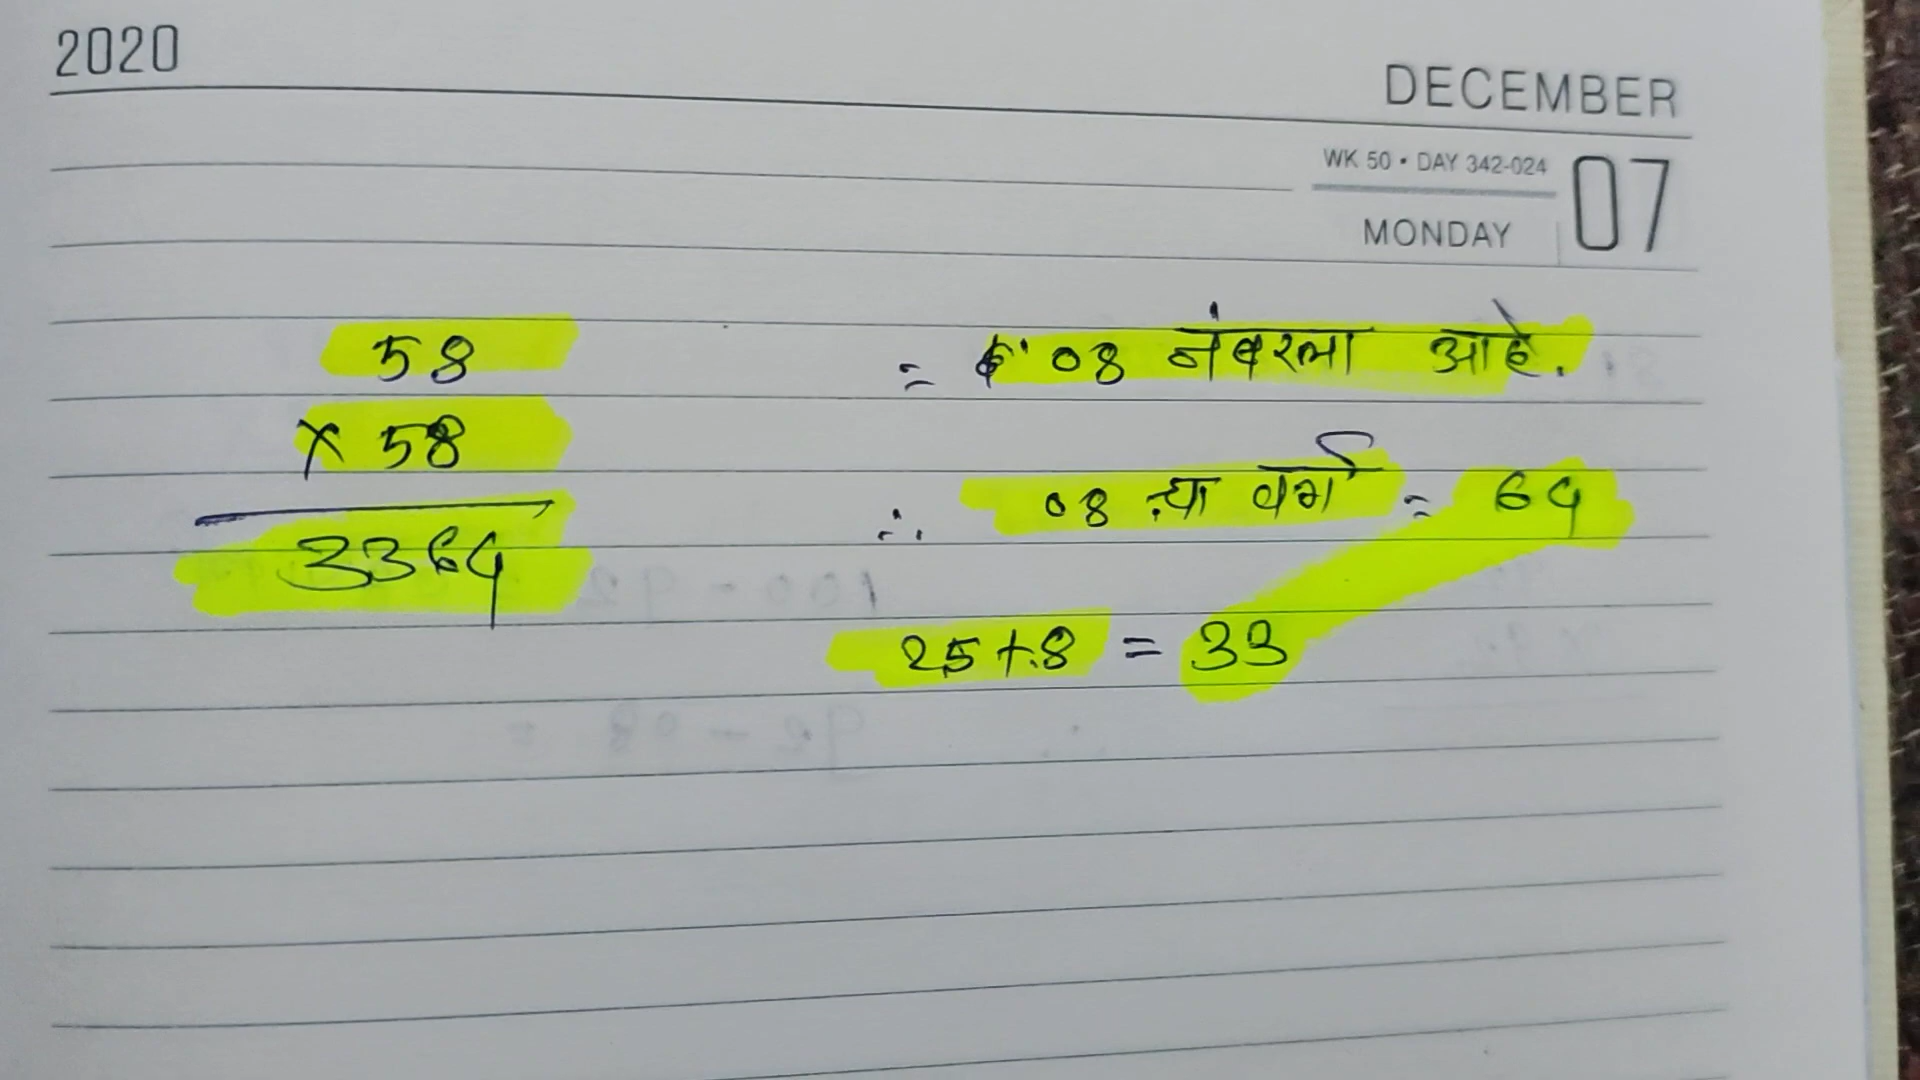 2020
DECEMBER
WK 50 • DAY 342-024
07
MONDAY
58
× 58
3364
= 08 नंबरला आहे.
∴ 08 चा वर्ग = 64
25+8 = 33